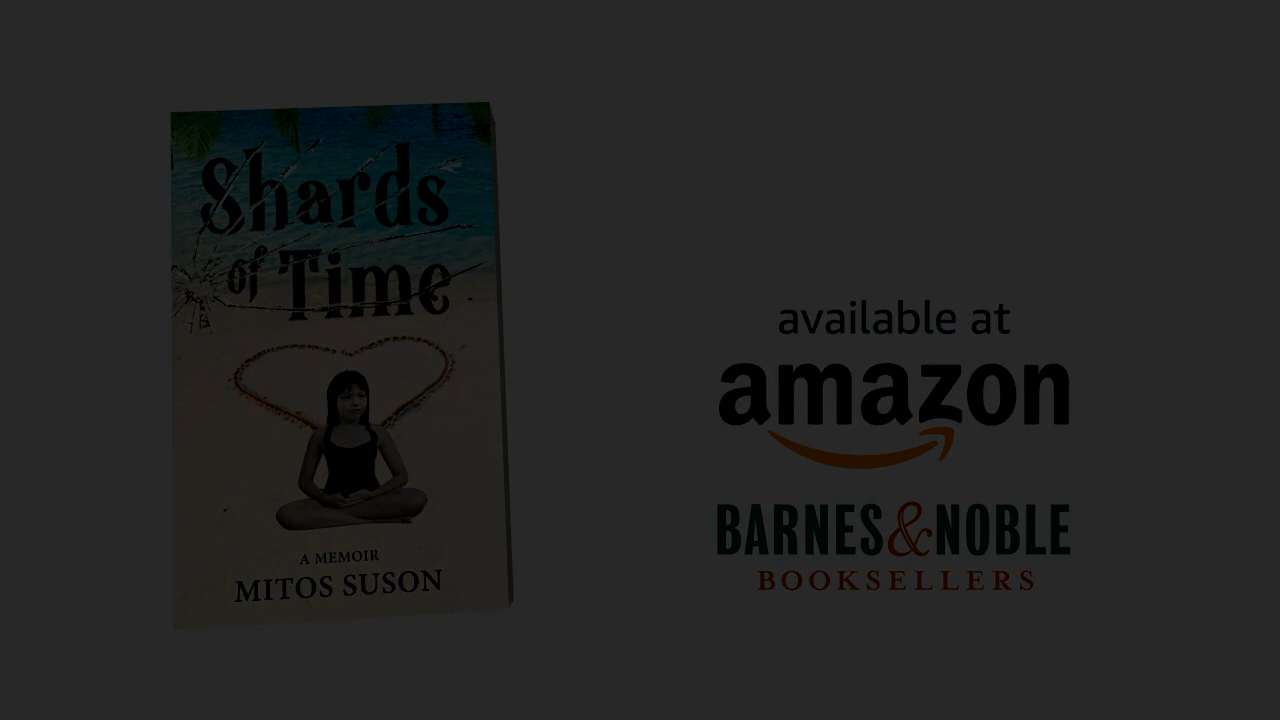 Shards
of Time
A MEMOIR
MITOS SUSON
available at
amazon
BARNES&NOBLE
BOOKSELLERS